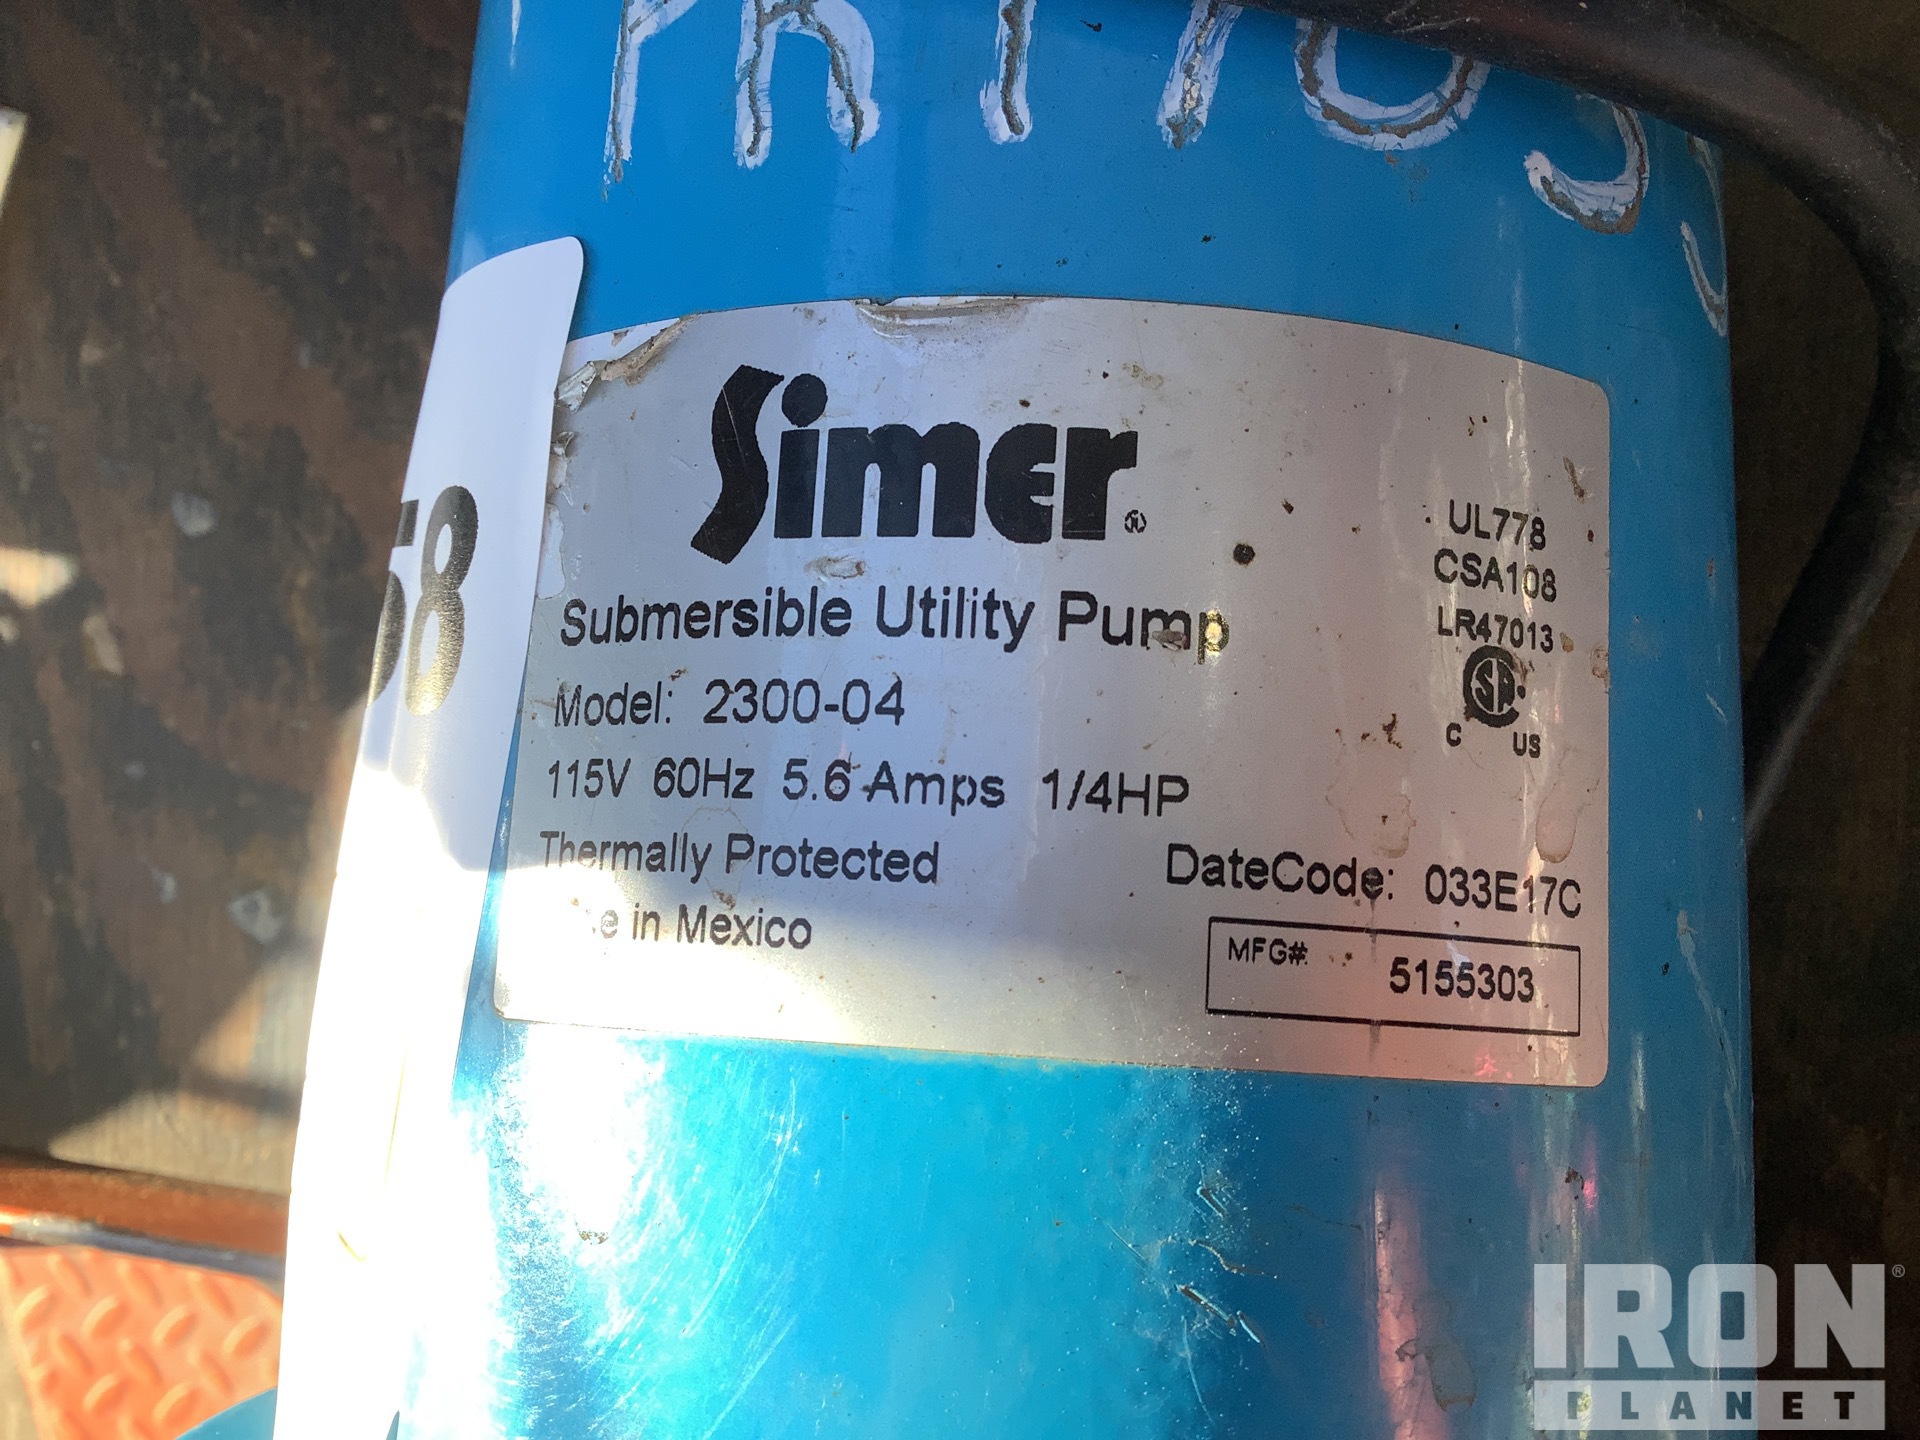 58
Simer®
Submersible Utility Pump
Model: 2300-04
115V 60Hz 5.6 Amps 1/4HP
Thermally Protected
in Mexico
UL778
CSA108
LR47013
C US
DateCode: 033E17C
MFG# 5155303
IRON®
PLANET